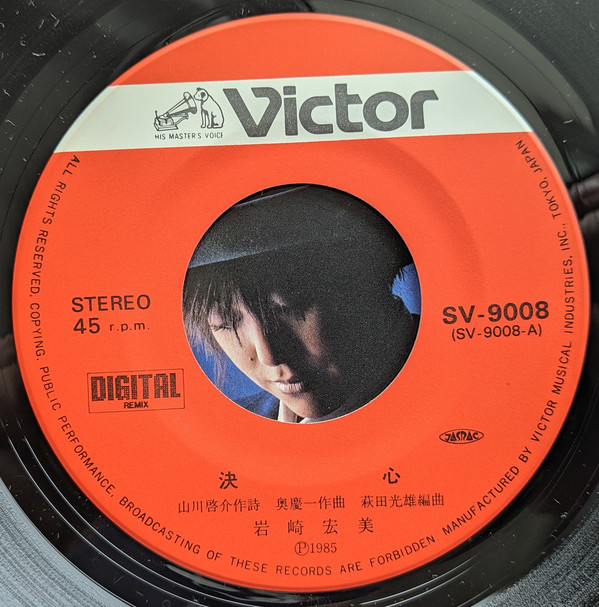 Victor
HIS MASTER'S VOICE
STEREO
45 r.p.m.
SV-9008
(SV-9008-A)
DIGITAL
REMIX
JASRAC
決 心
山川啓介作詩 奥慶一作曲 萩田光雄編曲
岩崎宏美
Ⓟ1985
ALL RIGHTS RESERVED, COPYING, PUBLIC PERFORMANCE, BROADCASTING OF THESE RECORDS ARE FORBIDDEN MANUFACTURED BY VICTOR MUSICAL INDUSTRIES, INC., TOKYO, JAPAN